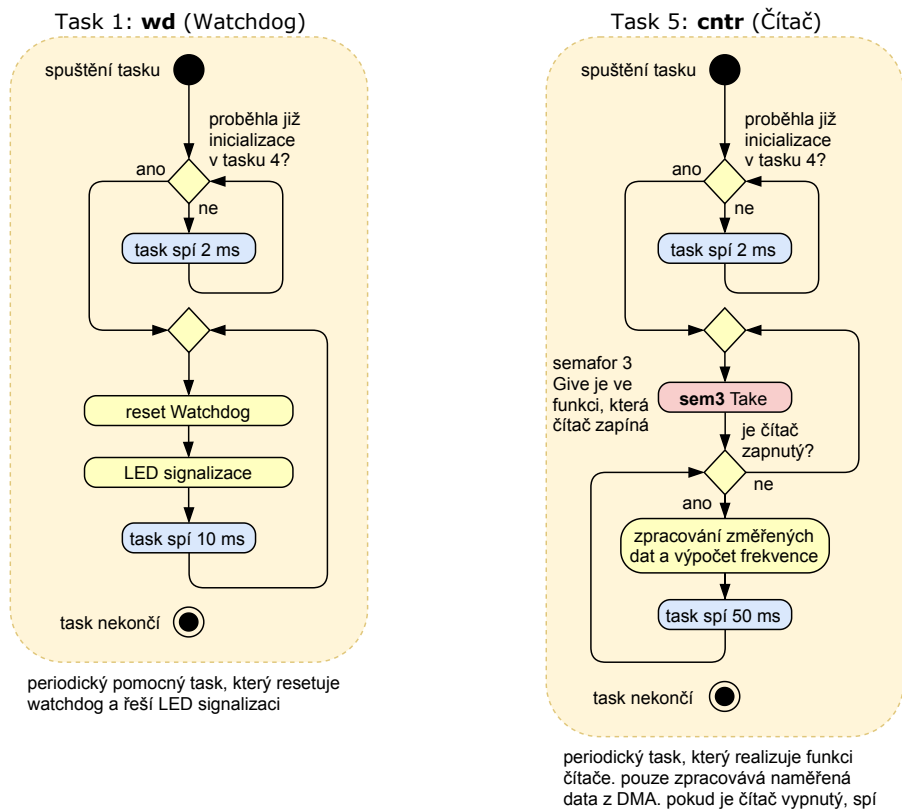 Task 1: wd (Watchdog)
spuštění tasku
proběhla již
inicializace
v tasku 4?
ano
ne
task spí 2 ms
reset Watchdog
LED signalizace
task spí 10 ms
task nekončí
periodický pomocný task, který resetuje
watchdog a řeší LED signalizaci
Task 5: cntr (Čítač)
spuštění tasku
proběhla již
inicializace
v tasku 4?
ano
ne
task spí 2 ms
semafor 3
Give je ve
funkci, která
čítač zapíná
sem3 Take
je čítač
zapnutý?
ne
ano
zpracování změřených
dat a výpočet frekvence
task spí 50 ms
task nekončí
periodický task, který realizuje funkci
čítače. pouze zpracovává naměřená
data z DMA. pokud je čítač vypnutý, spí